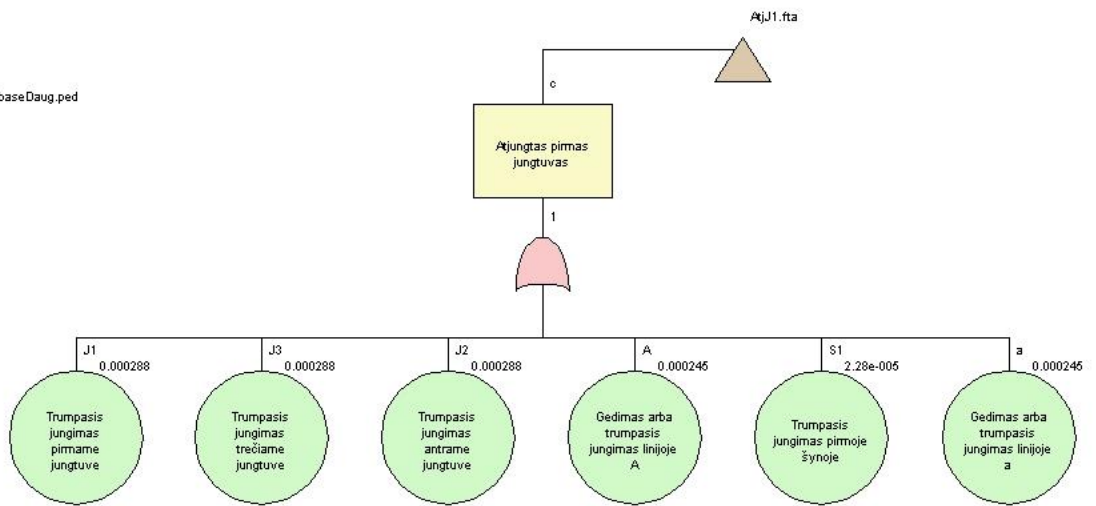 AtjJ1.fta
baseDaug.ped
c
Atjungtas pirmas
jungtuvas
1
J1
0.000288
J3
0.000288
J2
0.000288
A
0.000245
S1
2.28e-005
a
0.000245
Trumpasis
jungimas
pirmame
jungtuve
Trumpasis
jungimas
trečiame
jungtuve
Trumpasis
jungimas
antrame
jungtuve
Gedimas arba
trumpasis
jungimas linijoje
A
Trumpasis
jungimas pirmoje
šynoje
Gedimas arba
trumpasis
jungimas linijoje
a